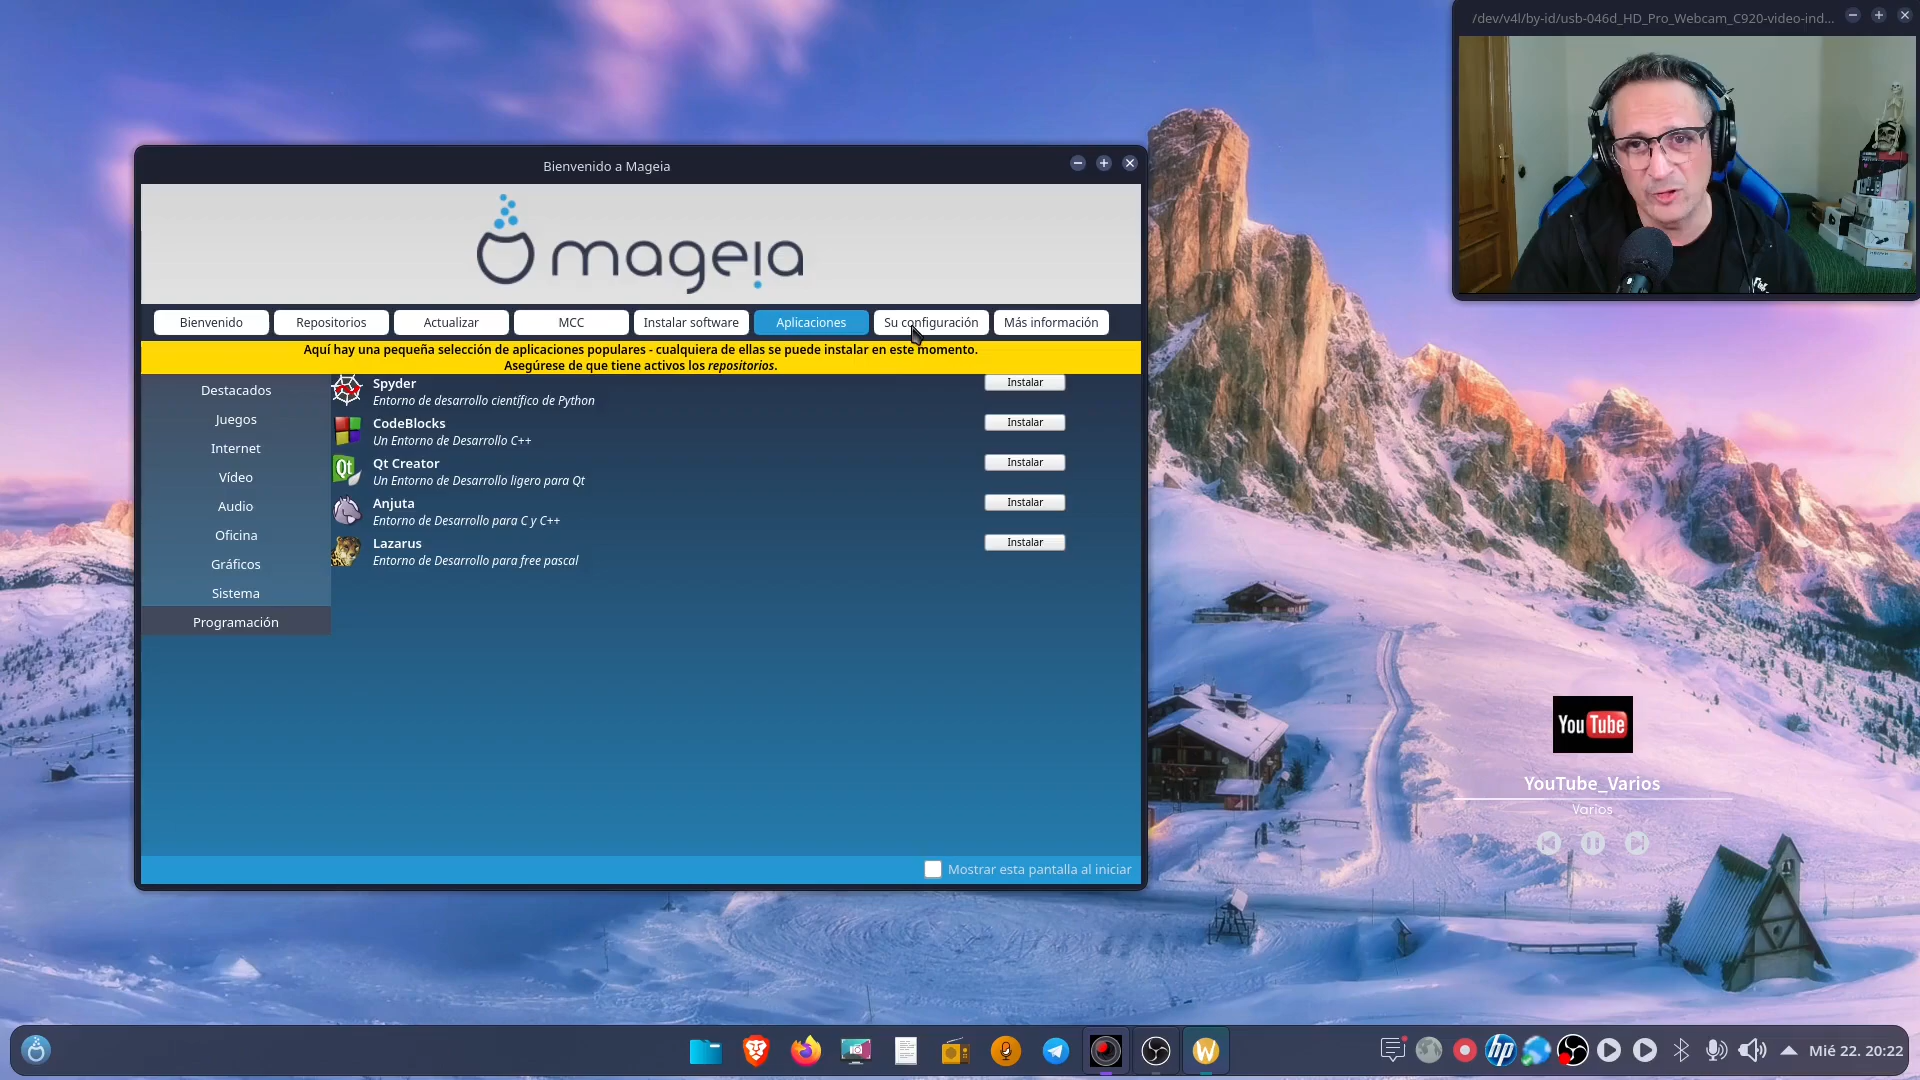 /dev/v4l/by-id/usb-046d_HD_Pro_Webcam_C920-video-ind...
Bienvenido a Mageia
mageia
Bienvenido
Repositorios
Actualizar
MCC
Instalar software
Aplicaciones
Su configuración
Más información
Aquí hay una pequeña selección de aplicaciones populares - cualquiera de ellas se puede instalar en este momento.
Asegúrese de que tiene activos los repositorios.
Destacados
Juegos
Internet
Vídeo
Audio
Oficina
Gráficos
Sistema
Programación
Spyder
Entorno de desarrollo científico de Python
Instalar
CodeBlocks
Un Entorno de Desarrollo C++
Instalar
Qt
Qt Creator
Un Entorno de Desarrollo ligero para Qt
Instalar
Anjuta
Entorno de Desarrollo para C y C++
Instalar
Lazarus
Entorno de Desarrollo para free pascal
Instalar
Mostrar esta pantalla al iniciar
YouTube
YouTube_Varios
Varios
W
hp
Mié 22. 20:22